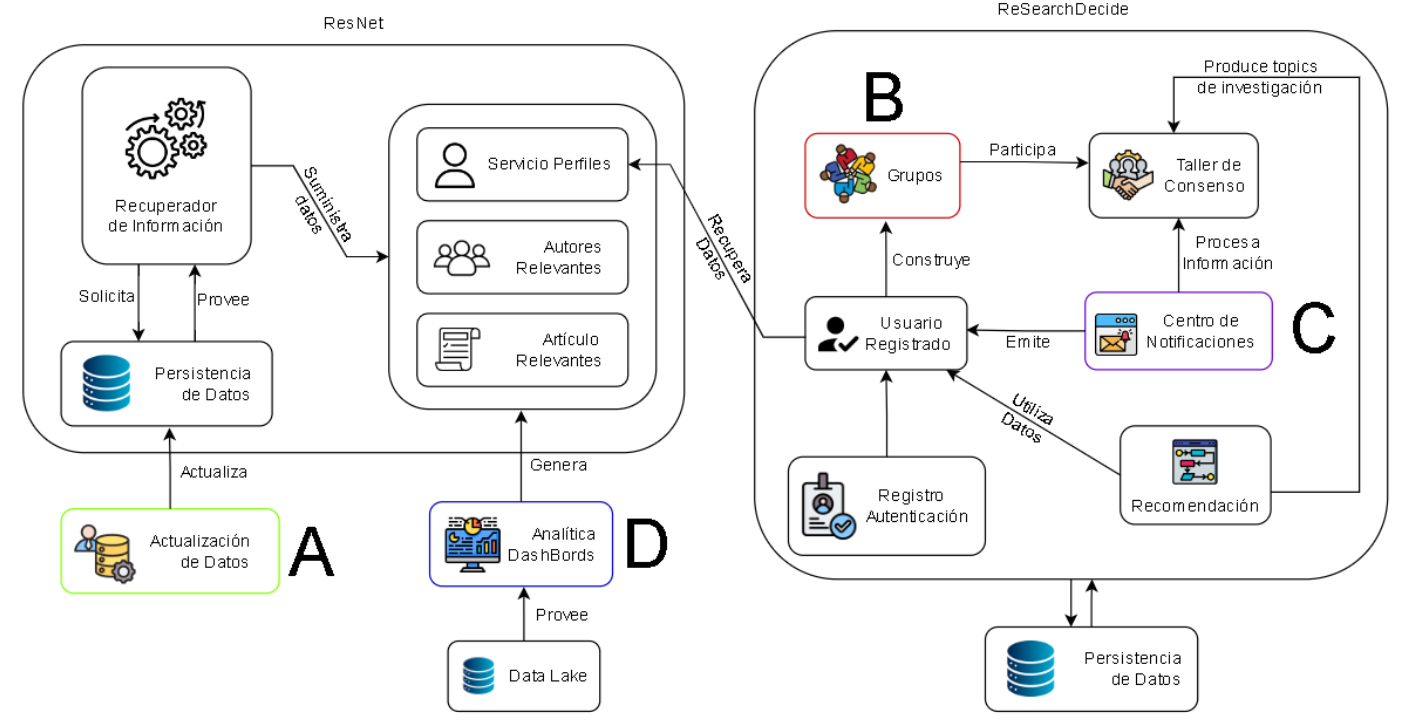 ResNet
Recuperador
de Información
Solicita
Provee
Persistencia
de Datos
Actualiza
Actualización
de Datos
A
Suministra
datos
Servicio Perfiles
Autores
Relevantes
Artículo
Relevantes
Genera
Analítica
DashBords
D
Provee
Data Lake
Recupera
Datos
ReSearchDecide
Produce topics
de investigación
B
Grupos
Participa
Taller de
Consenso
Construye
Procesa
Información
Usuario
Registrado
Emite
Centro de
Notificaciones
C
Utiliza
Datos
Registro
Autenticación
Recomendación
Persistencia
de Datos